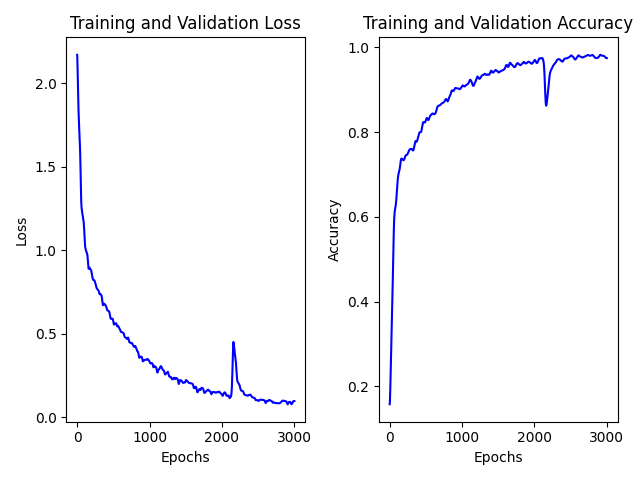 Training and Validation Loss
2.0
1.5
1.0
0.5
0.0
Loss
0 1000 2000 3000
Epochs
Training and Validation Accuracy
1.0
0.8
0.6
0.4
0.2
Accuracy
0 1000 2000 3000
Epochs